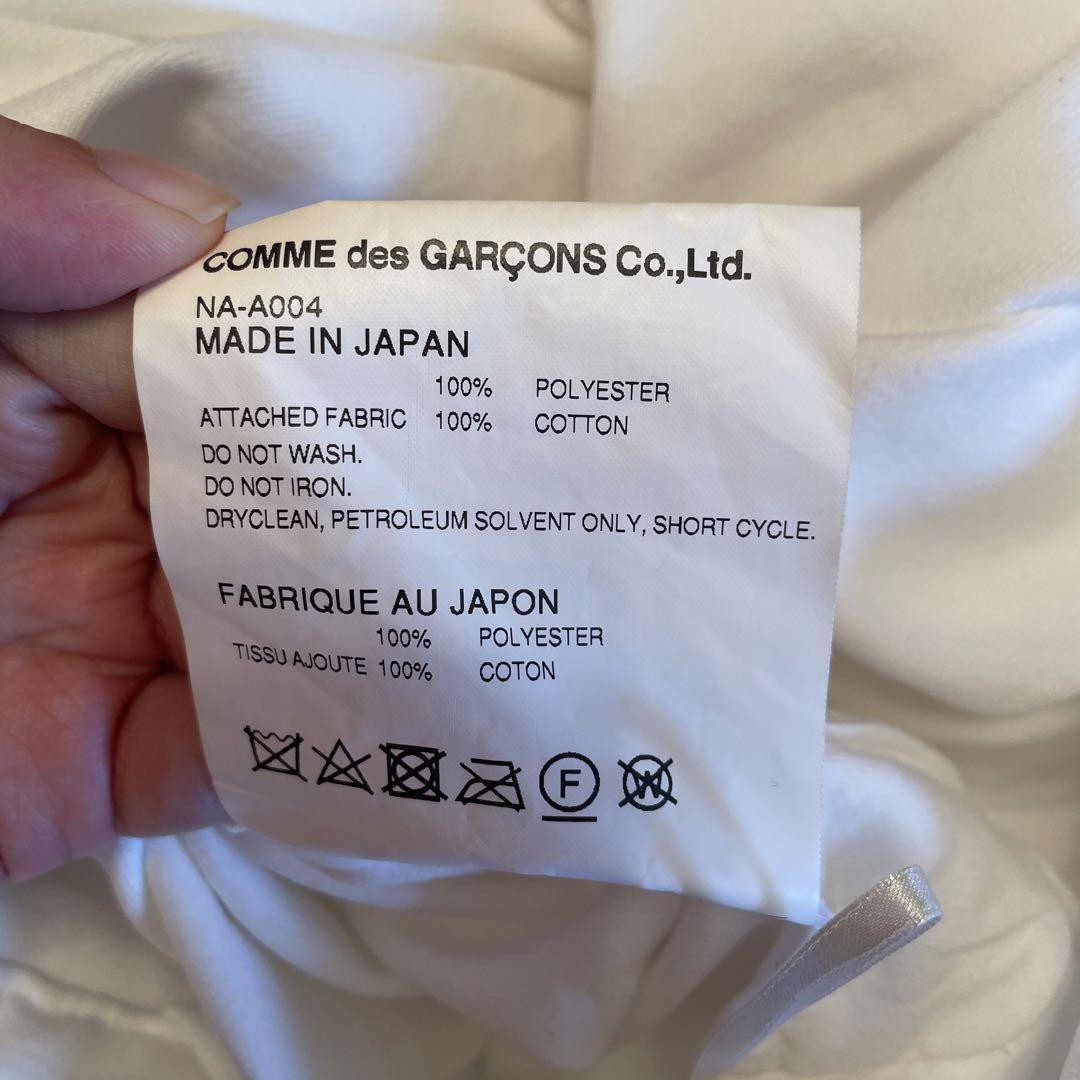 COMME des GARÇONS Co.,Ltd.
NA-A004
MADE IN JAPAN
100% POLYESTER
ATTACHED FABRIC 100% COTTON
DO NOT WASH.
DO NOT IRON.
DRYCLEAN, PETROLEUM SOLVENT ONLY, SHORT CYCLE.
FABRIQUE AU JAPON
100% POLYESTER
TISSU AJOUTE 100% COTON
F W